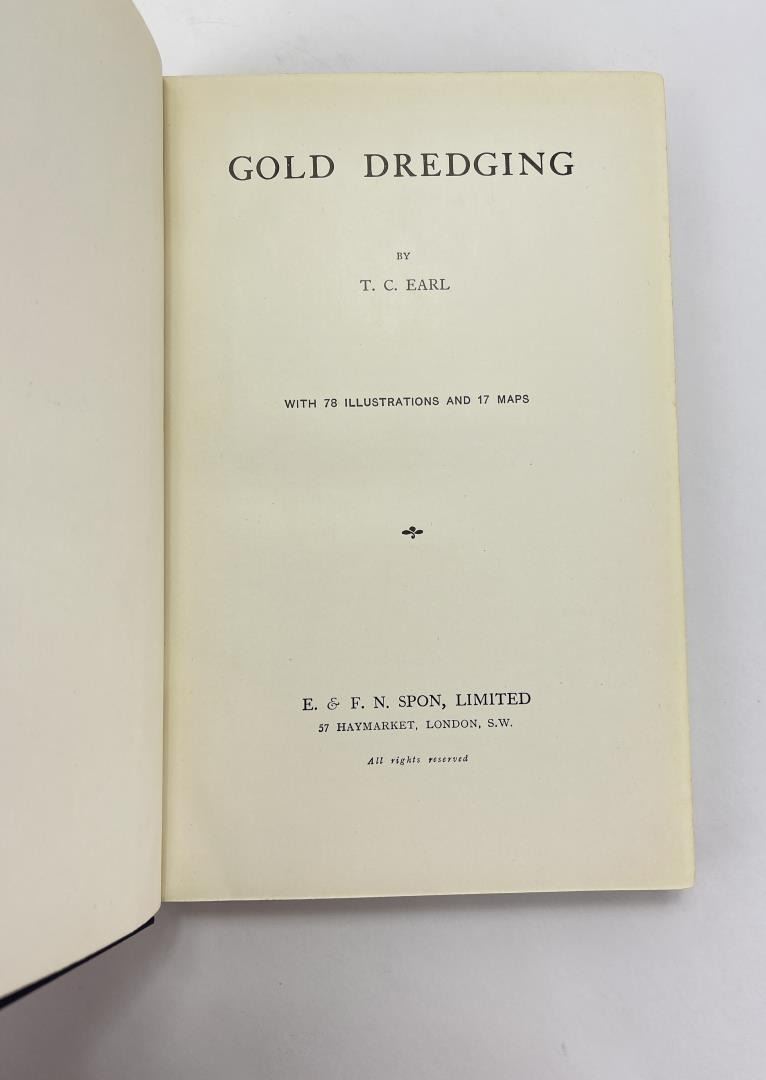 GOLD DREDGING
BY
T. C. EARL
WITH 78 ILLUSTRATIONS AND 17 MAPS
E. & F. N. SPON, LIMITED
57 HAYMARKET, LONDON, S.W.
All rights reserved